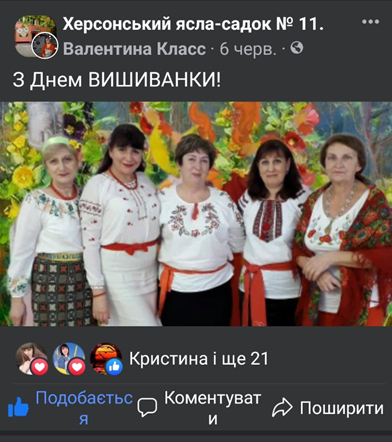 Херсонський ясла-садок № 11.
Валентина Класс · 6 черв. ·
З Днем ВИШИВАНКИ!
Кристина і ще 21
Подобаєтьс
я
Коментуват
и
Поширити